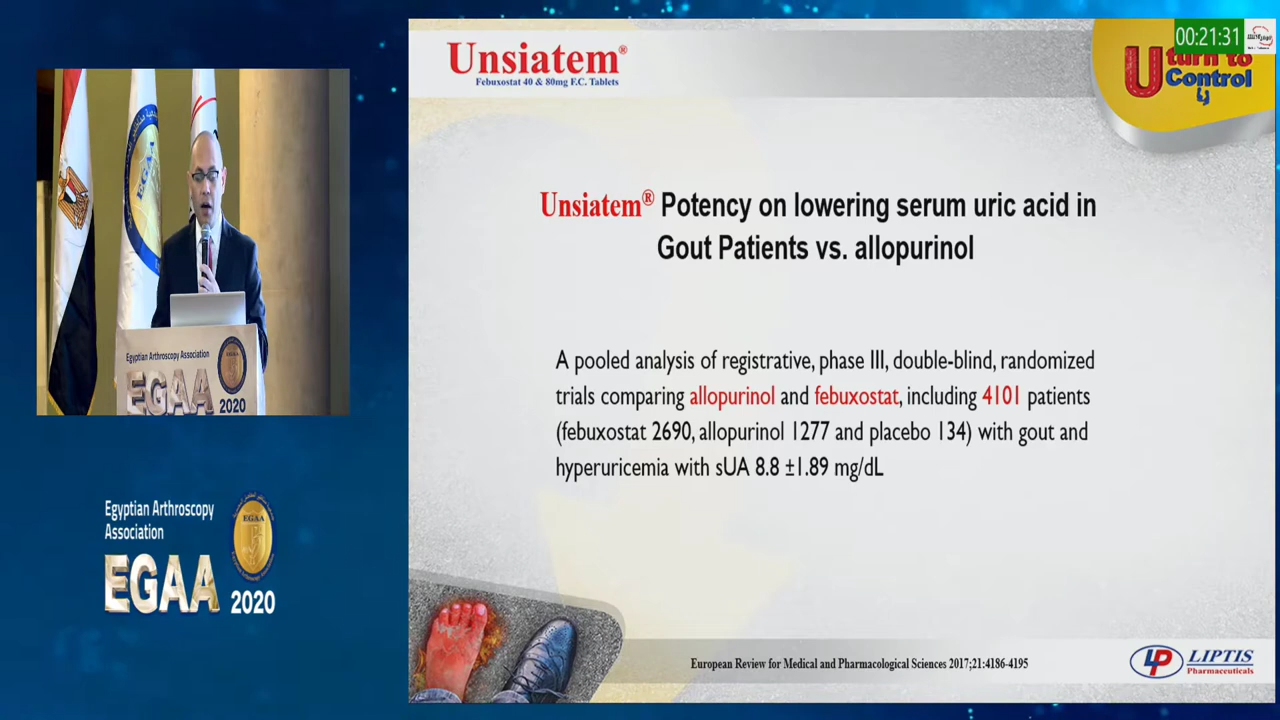 Unsiatem®
Febuxostat 40 & 80mg F.C. Tablets
00:21:31
U turn to
Control
Unsiatem® Potency on lowering serum uric acid in
Gout Patients vs. allopurinol
A pooled analysis of registrative, phase III, double-blind, randomized
trials comparing allopurinol and febuxostat, including 4101 patients
(febuxostat 2690, allopurinol 1277 and placebo 134) with gout and
hyperuricemia with sUA 8.8 ±1.89 mg/dL
European Review for Medical and Pharmacological Sciences 2017;21:4186-4195
LP LIPTIS
Pharmaceuticals
EGAA
Egyptian Arthroscopy Association
EGAA
2020
Egyptian Arthroscopy
Association
EGAA
EGAA
2020